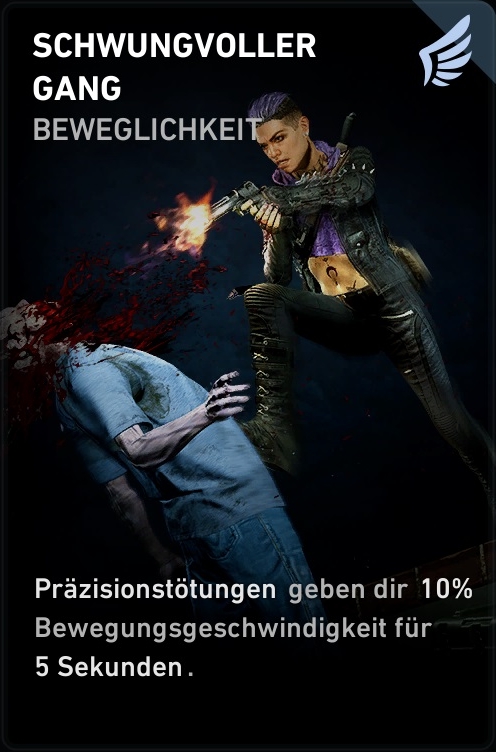 SCHWUNGVOLLER
GANG
BEWEGLICHKEIT
Präzisionstötungen geben dir 10%
Bewegungsgeschwindigkeit für
5 Sekunden.